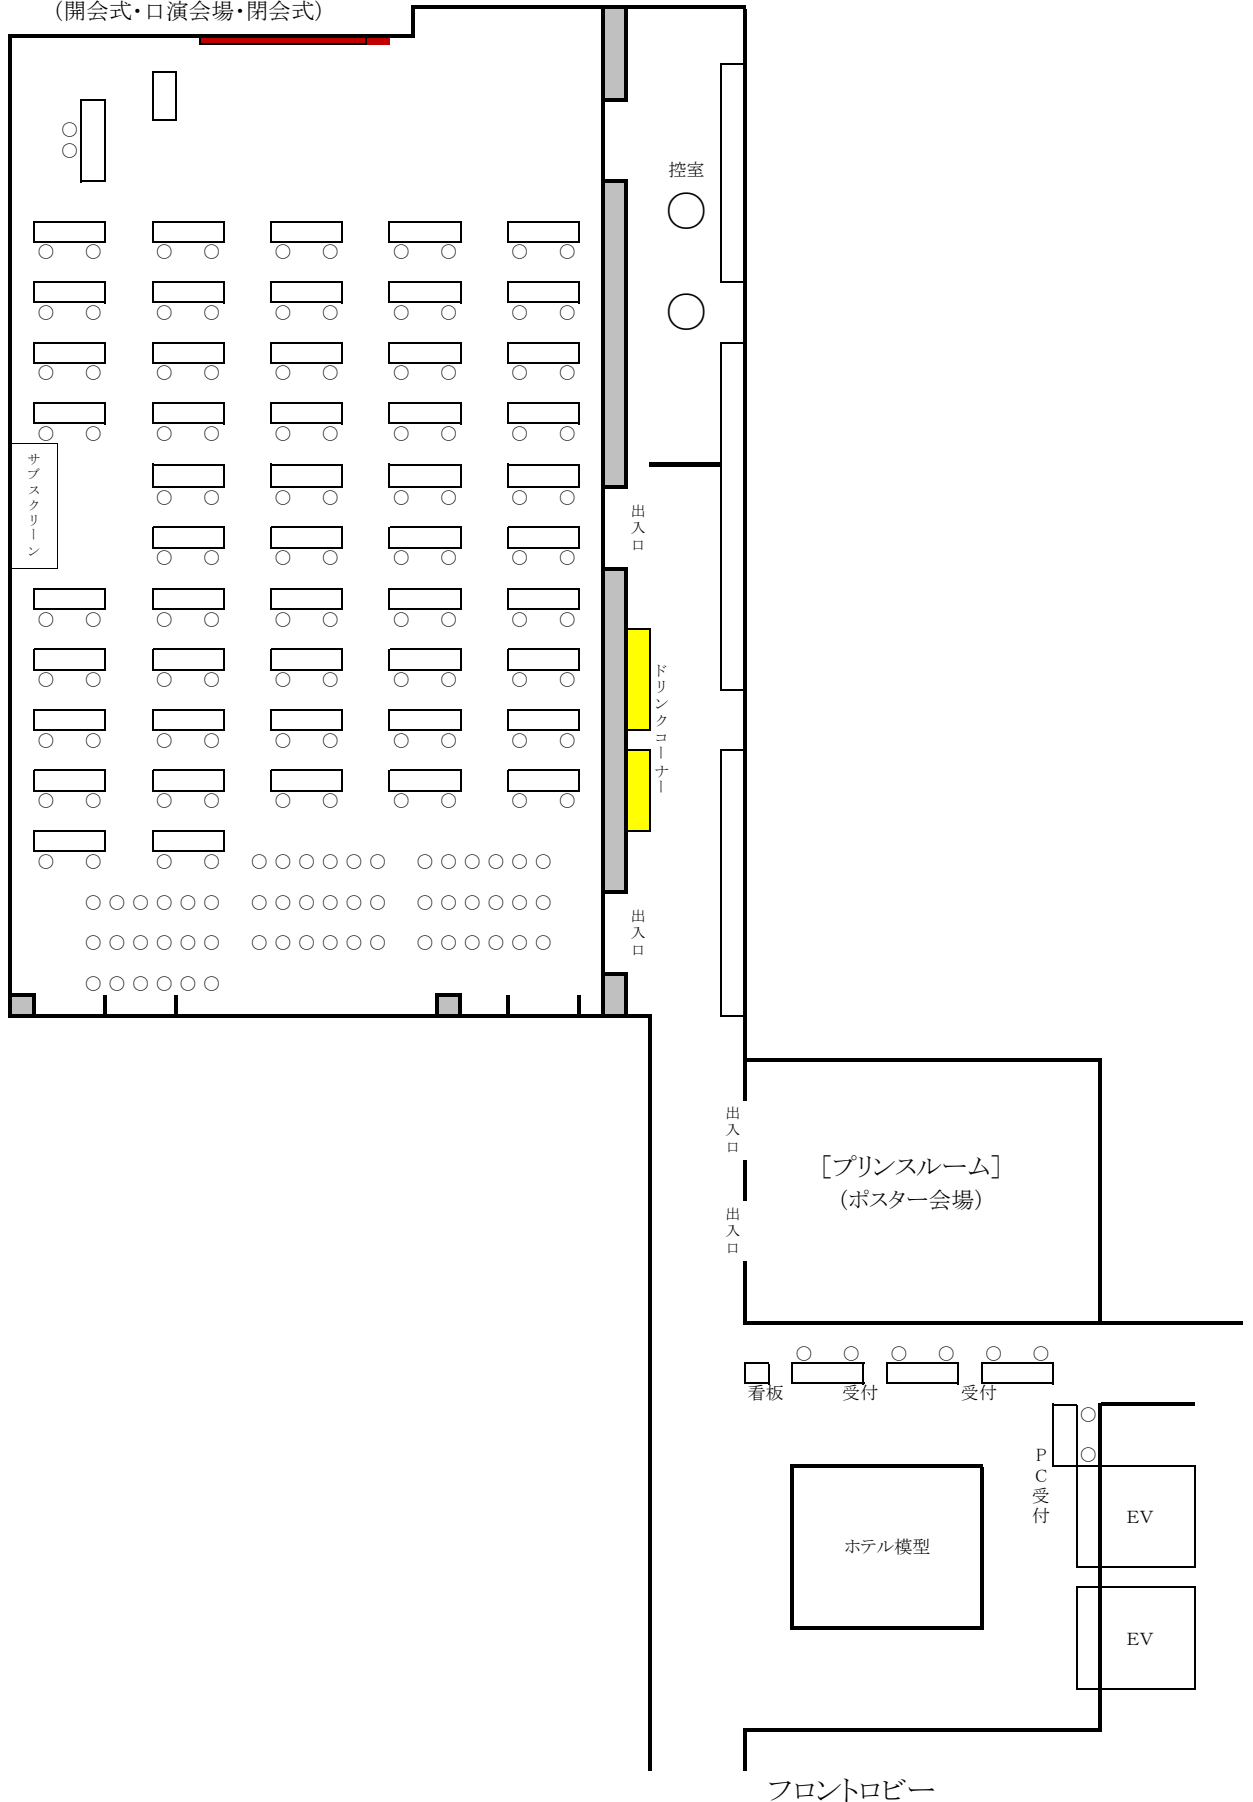 (開会式・口演会場・閉会式)
控室
サブスクリーン
出入口
ドリンクコーナー
出入口
出入口
[プリンスルーム]
(ポスター会場)
出入口
看板
受付
受付
PC受付
EV
ホテル模型
EV
フロントロビー